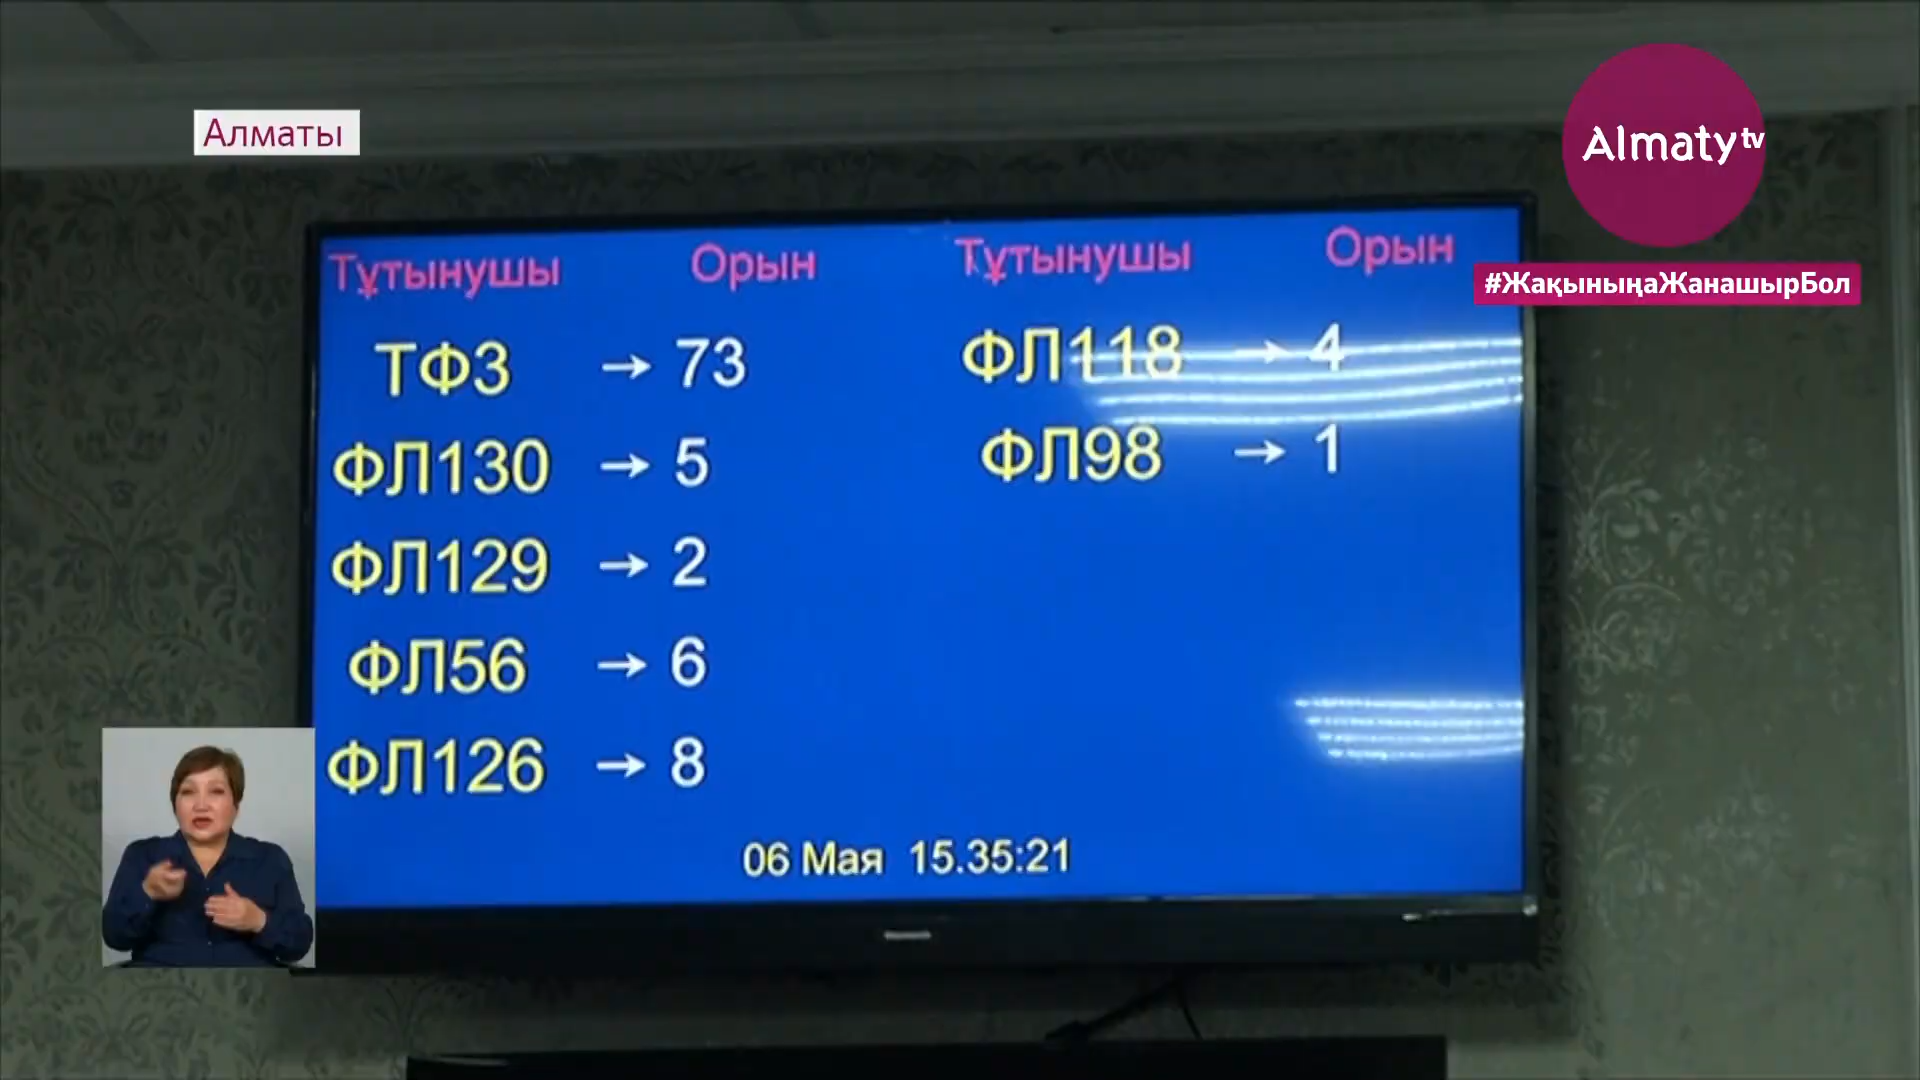 Алматы
Almaty tv
#ЖақыныңаЖанашырБол
Тұтынушы Орын Тұтынушы Орын
ТФ3 → 73 ФЛ118 → 4
ФЛ130 → 5 ФЛ98 → 1
ФЛ129 → 2
ФЛ56 → 6
ФЛ126 → 8
06 Мая 15.35:21